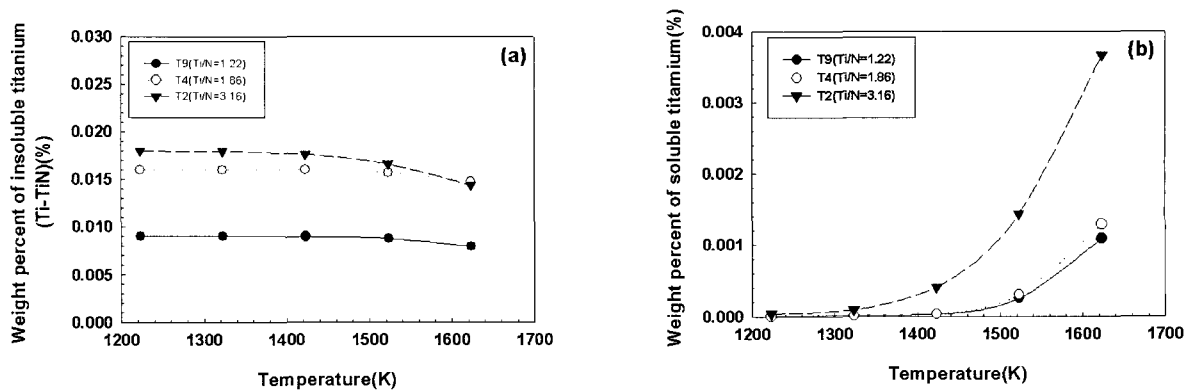 0.030
0.025
0.020
0.015
0.010
0.005
0.000
1200 1300 1400 1500 1600 1700
Weight percent of insoluble titanium
(Ti-TiN)(%)
Temperature(K)
T9(Ti/N=1.22)
T4(Ti/N=1.86)
T2(Ti/N=3.16)
(a)
0.004
0.003
0.002
0.001
0.000
1200 1300 1400 1500 1600 1700
Weight percent of soluble titamium(%)
Temperature(K)
T9(Ti/N=1.22)
T4(Ti/N=1.86)
T2(Ti/N=3.16)
(b)